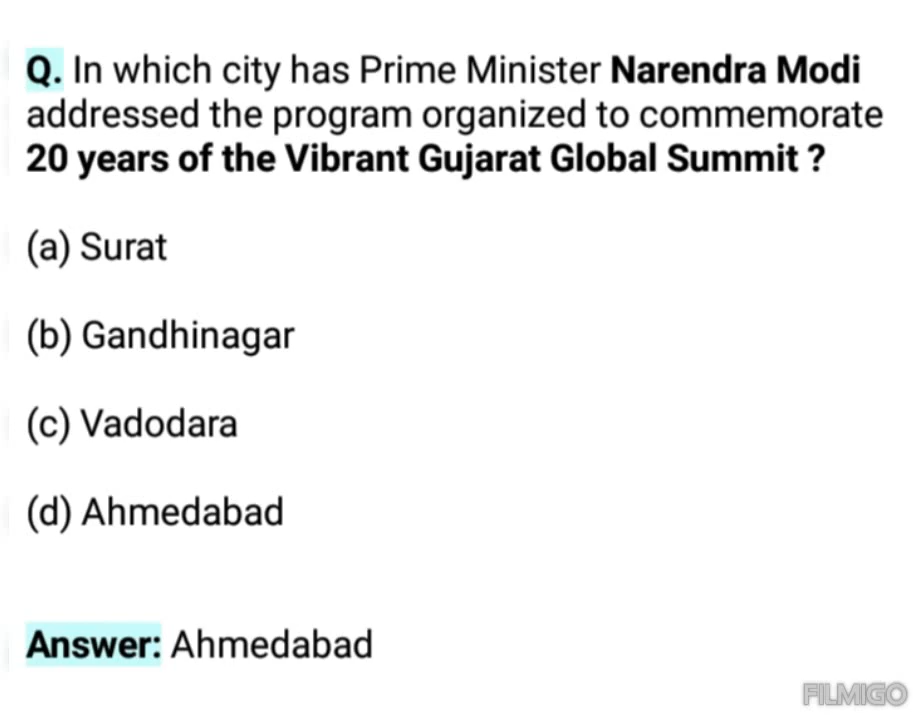 Q. In which city has Prime Minister Narendra Modi
addressed the program organized to commemorate
20 years of the Vibrant Gujarat Global Summit ?
(a) Surat
(b) Gandhinagar
(c) Vadodara
(d) Ahmedabad
Answer: Ahmedabad
FILMIGO